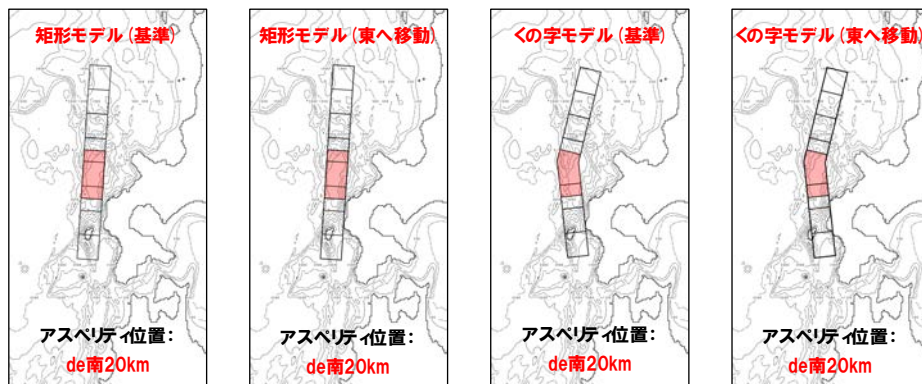 矩形モデル(基準)
アスペリティ位置:
de南20km
矩形モデル(東へ移動)
アスペリティ位置:
de南20km
くの字モデル(基準)
アスペリティ位置:
de南20km
くの字モデル(東へ移動)
アスペリティ位置:
de南20km